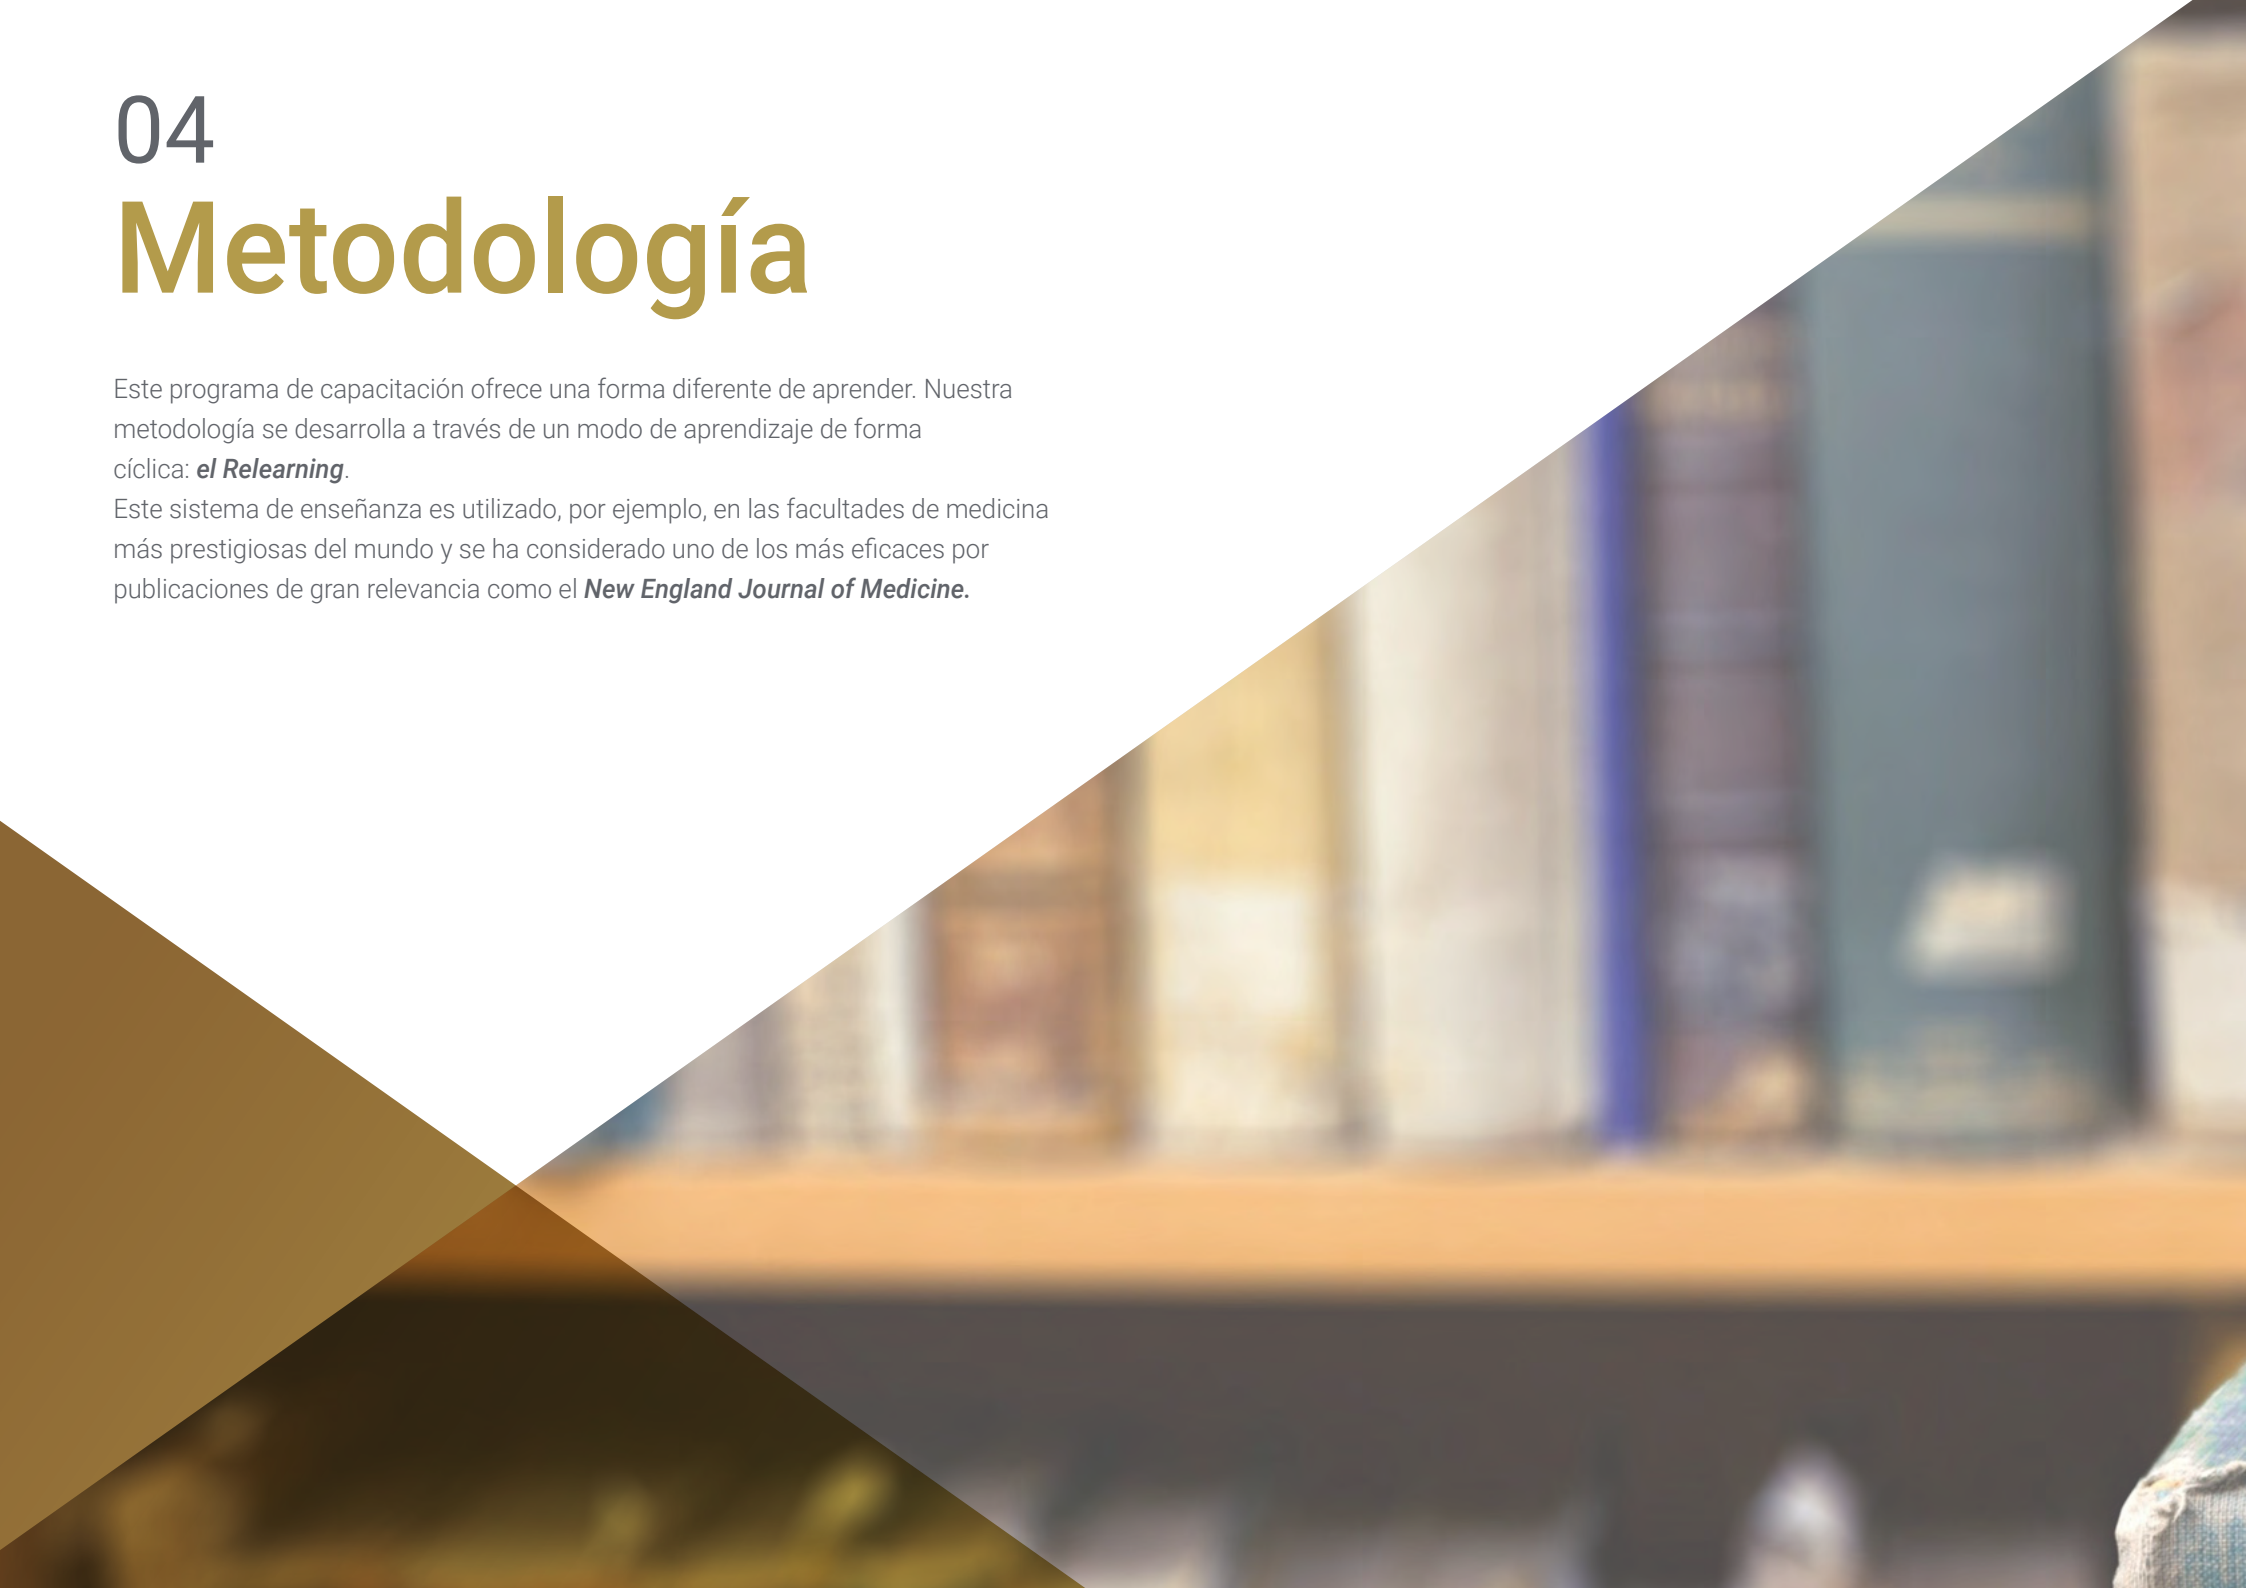 04
Metodología
Este programa de capacitación ofrece una forma diferente de aprender. Nuestra
metodología se desarrolla a través de un modo de aprendizaje de forma
cíclica: el Relearning.
Este sistema de enseñanza es utilizado, por ejemplo, en las facultades de medicina
más prestigiosas del mundo y se ha considerado uno de los más eficaces por
publicaciones de gran relevancia como el New England Journal of Medicine.